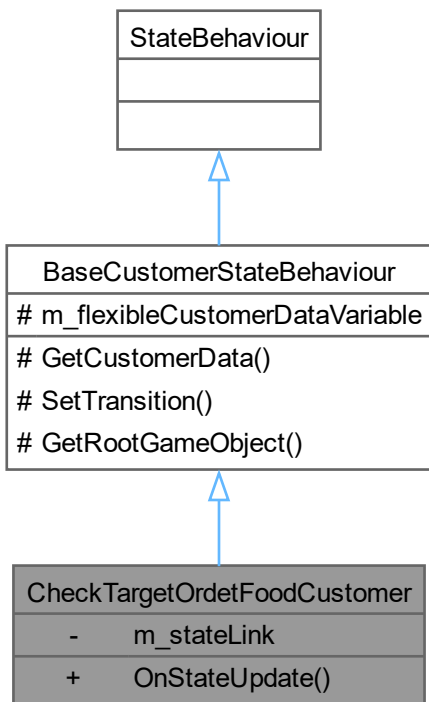 StateBehaviour
BaseCustomerStateBehaviour
# m_flexibleCustomerDataVariable
# GetCustomerData()
# SetTransition()
# GetRootGameObject()
CheckTargetOrdetFoodCustomer
- m_stateLink
+ OnStateUpdate()